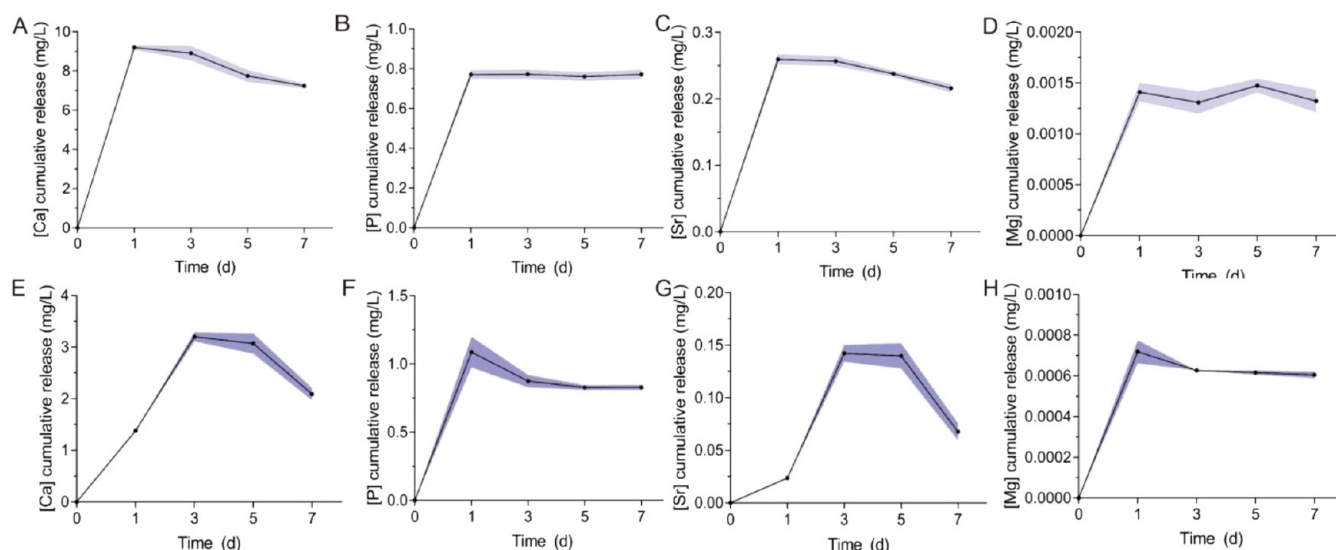 A
[Ca] cumulative release (mg/L)
10
8
6
4
2
0
0 1 3 5 7
Time (d)
B
[P] cumulative release (mg/L)
1.0
0.8
0.6
0.4
0.2
0.0
0 1 3 5 7
Time (d)
C
[Sr] cumulative release (mg/L)
0.3
0.2
0.1
0.0
0 1 3 5 7
Time (d)
D
[Mg] cumulative release (mg/L)
0.0020
0.0015
0.0010
0.0005
0.0000
0 1 3 5 7
Time (d)
E
[Ca] cumulative release (mg/L)
4
3
2
1
0
0 1 3 5 7
Time (d)
F
[P] cumulative release (mg/L)
1.5
1.0
0.5
0.0
0 1 3 5 7
Time (d)
G
[Sr] cumulative release (mg/L)
0.20
0.15
0.10
0.05
0.00
0 1 3 5 7
Time (d)
H
[Mg] cumulative release (mg/L)
0.0010
0.0008
0.0006
0.0004
0.0002
0.0000
0 1 3 5 7
Time (d)